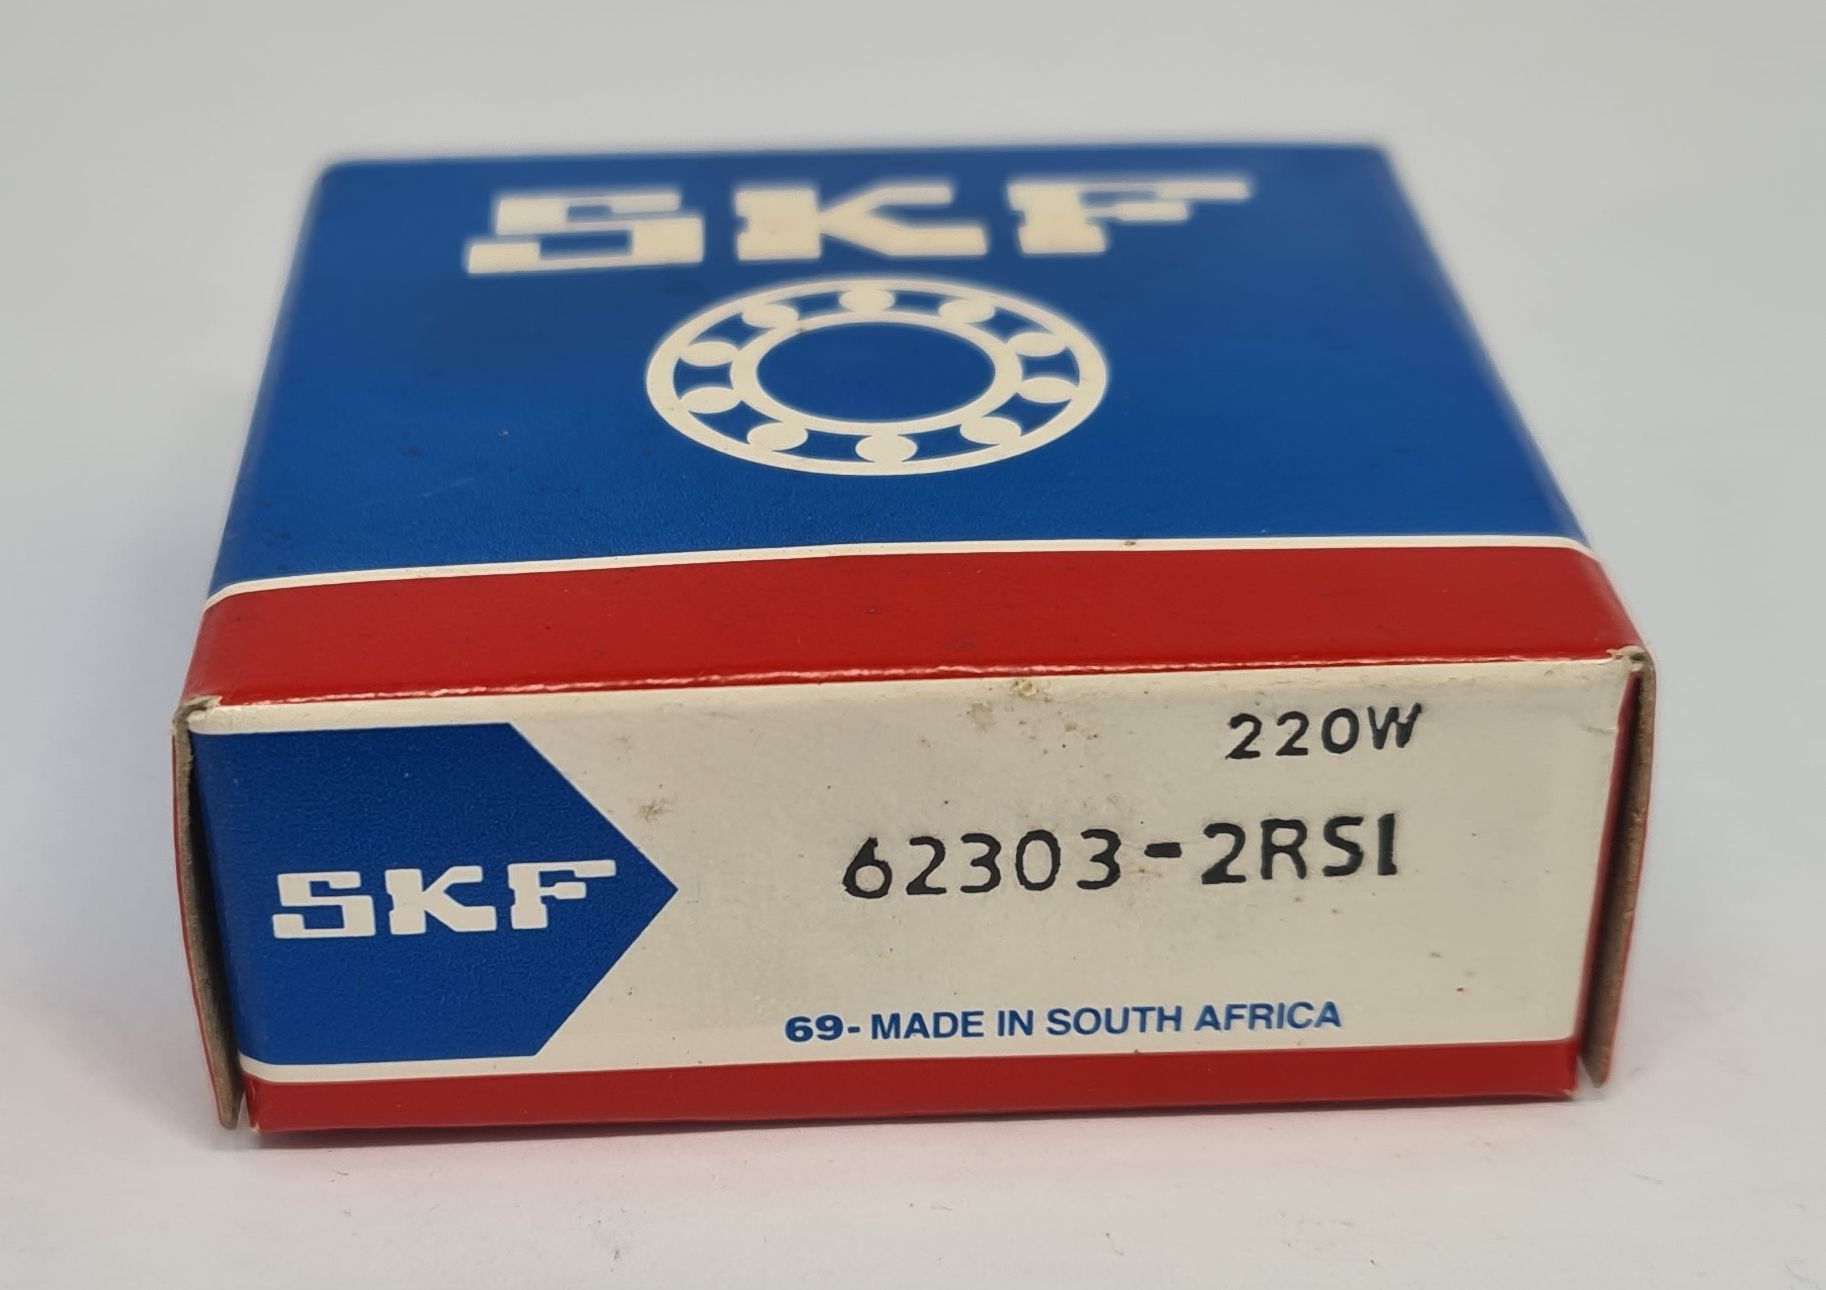 SKF
220W
62303-2RS1
SKF
69-MADE IN SOUTH AFRICA